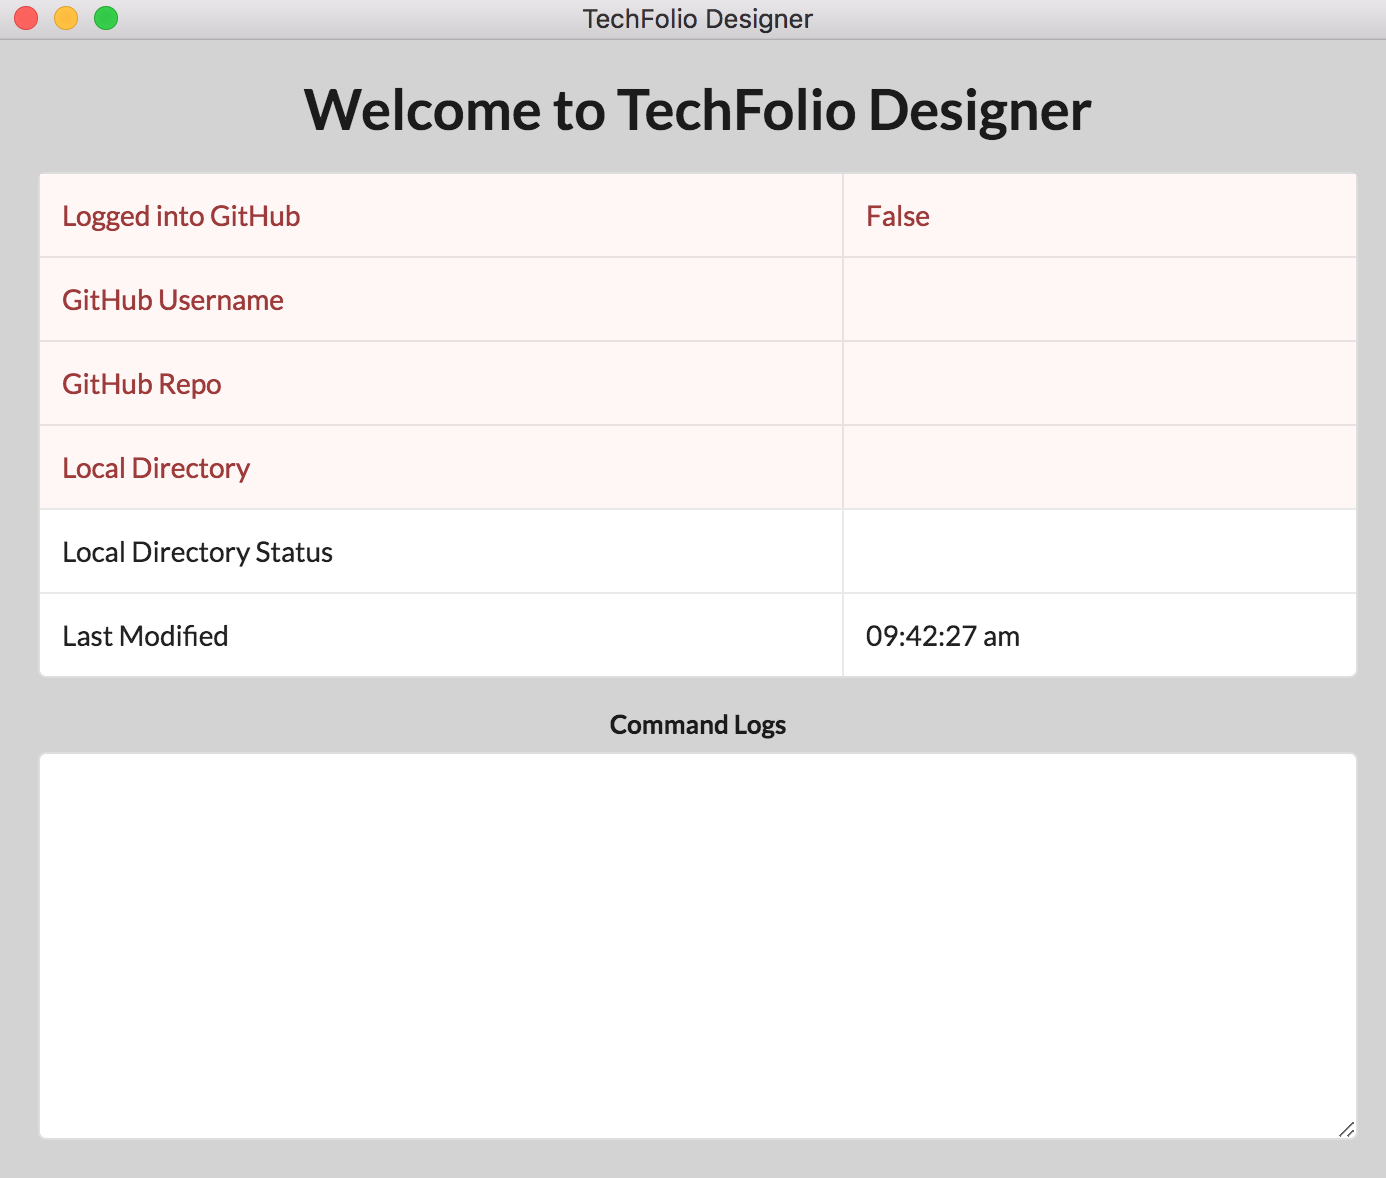 TechFolio Designer
Welcome to TechFolio Designer
Logged into GitHub False
GitHub Username
GitHub Repo
Local Directory
Local Directory Status
Last Modified 09:42:27 am
Command Logs